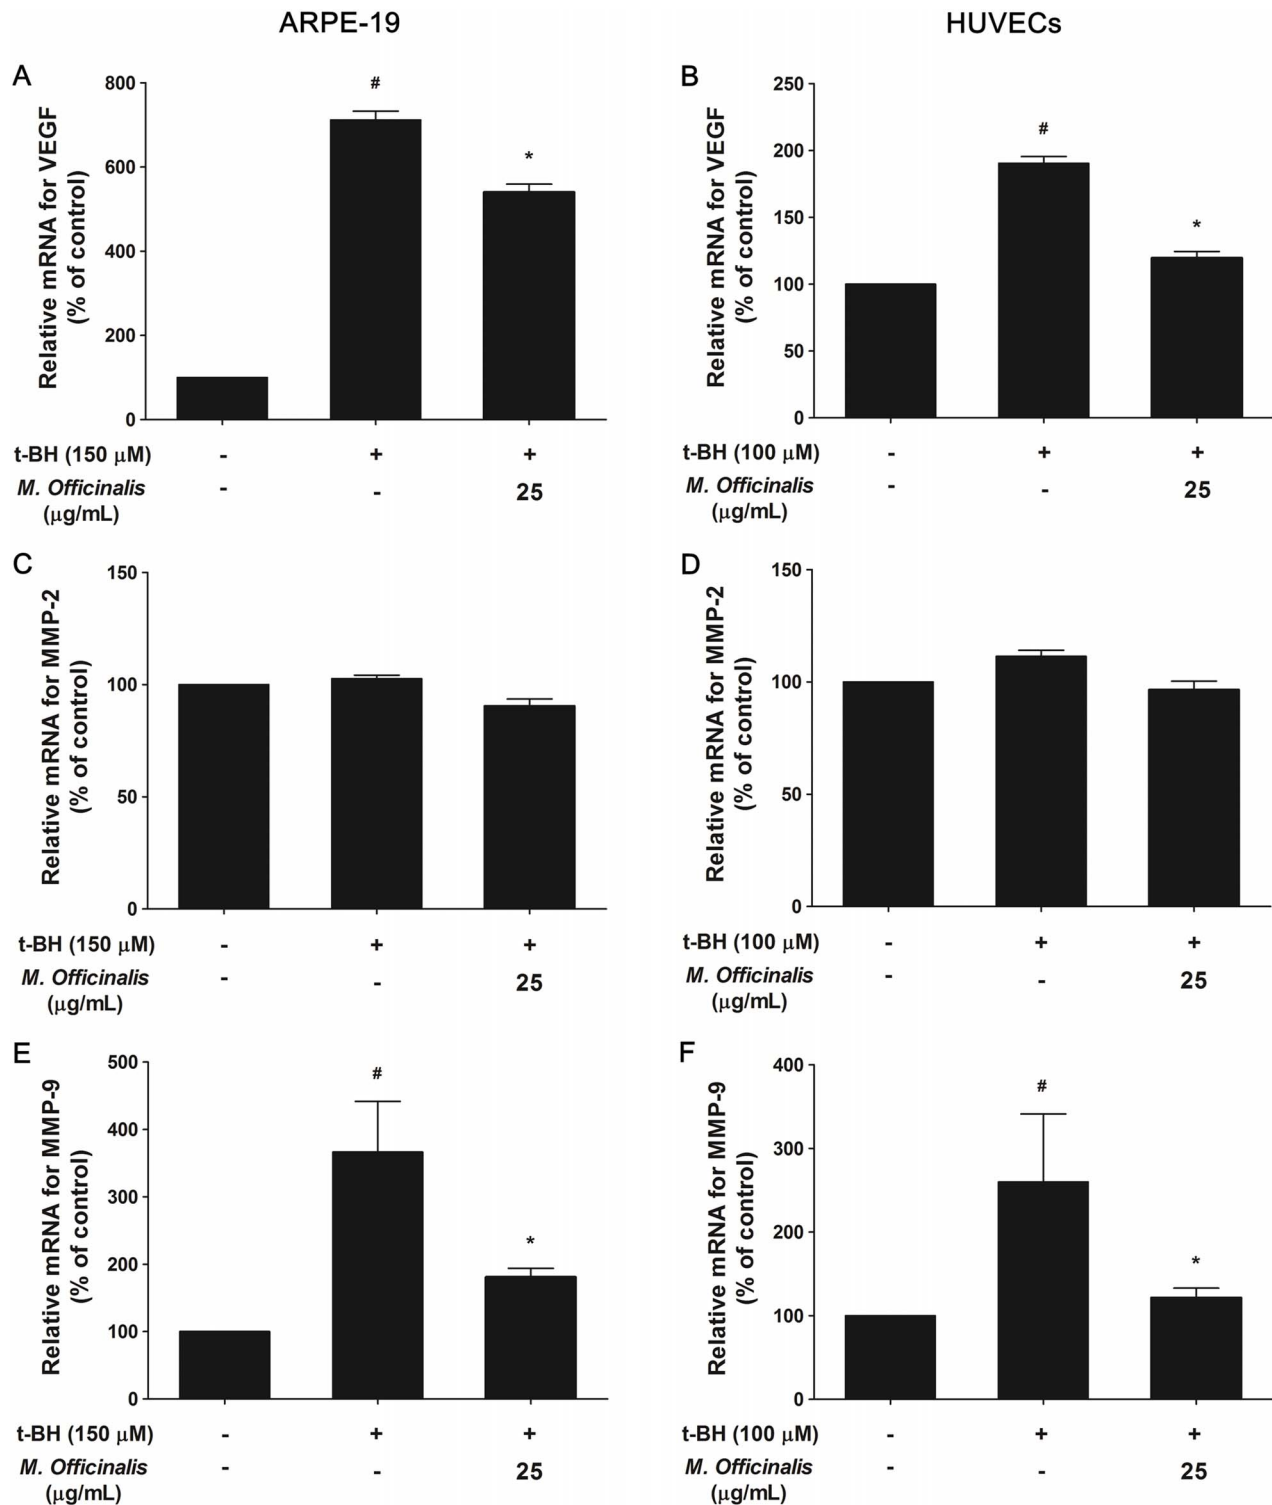 ARPE-19
HUVECs
A
Relative mRNA for VEGF
(% of control)
800
600
400
200
0
#
*
t-BH (150 μM)
-
+
+
M. Officinalis
-
-
25
(μg/mL)
B
Relative mRNA for VEGF
(% of control)
250
200
150
100
50
0
#
*
t-BH (100 μM)
-
+
+
M. Officinalis
-
-
25
(μg/mL)
C
Relative mRNA for MMP-2
(% of control)
150
100
50
0
t-BH (150 μM)
-
+
+
M. Officinalis
-
-
25
(μg/mL)
D
Relative mRNA for MMP-2
(% of control)
150
100
50
0
t-BH (100 μM)
-
+
+
M. Officinalis
-
-
25
(μg/mL)
E
Relative mRNA for MMP-9
(% of control)
500
400
300
200
100
0
#
*
t-BH (150 μM)
-
+
+
M. Officinalis
-
-
25
(μg/mL)
F
Relative mRNA for MMP-9
(% of control)
400
300
200
100
0
#
*
t-BH (100 μM)
-
+
+
M. Officinalis
-
-
25
(μg/mL)